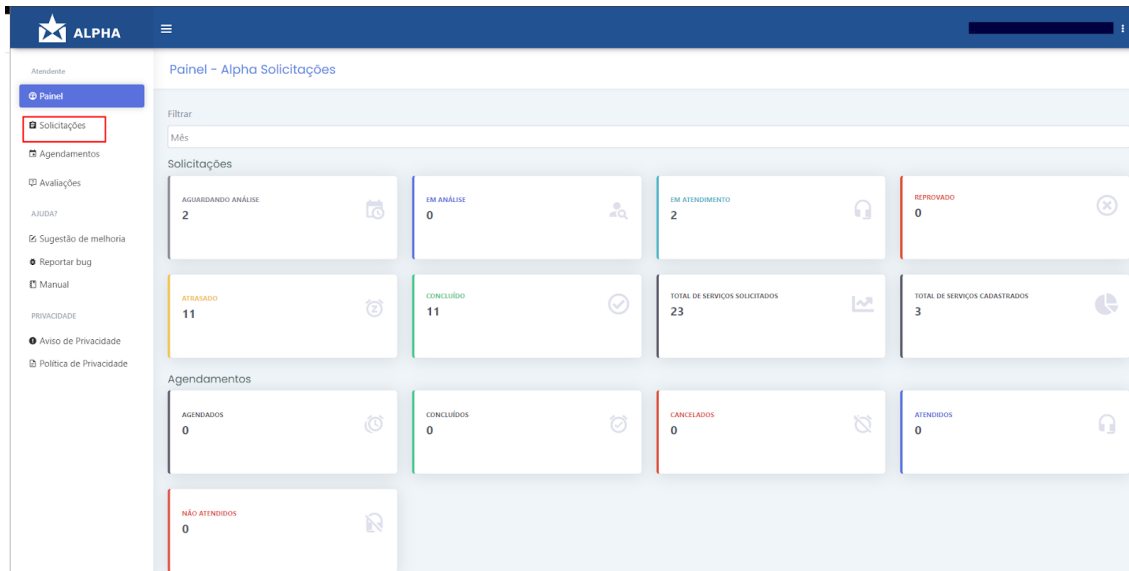 ALPHA
Atendente
Painel
Solicitações
Agendamentos
Avaliações
AJUDA?
Sugestão de melhoria
Reportar bug
Manual
PRIVACIDADE
Aviso de Privacidade
Política de Privacidade
Painel - Alpha Solicitações
Filtrar
Mês
Solicitações
AGUARDANDO ANÁLISE
2
EM ANÁLISE
0
EM ATENDIMENTO
2
REPROVADO
0
ATRASADO
11
CONCLUÍDO
11
TOTAL DE SERVIÇOS SOLICITADOS
23
TOTAL DE SERVIÇOS CADASTRADOS
3
Agendamentos
AGENDADOS
0
CONCLUÍDOS
0
CANCELADOS
0
ATENDIDOS
0
NÃO ATENDIDOS
0